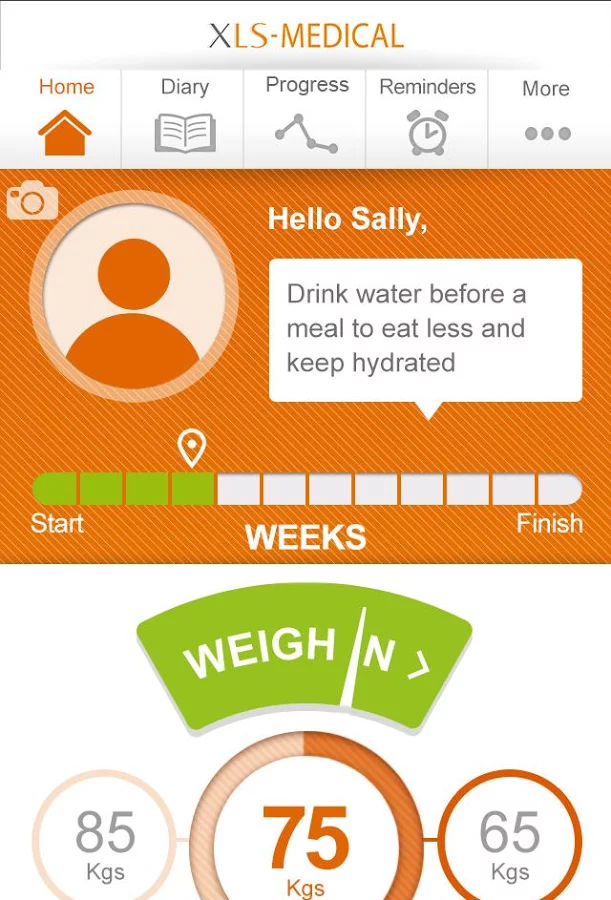 XLS-MEDICAL
Home Diary Progress Reminders More
Hello Sally,
Drink water before a
meal to eat less and
keep hydrated
Start WEEKS Finish
WEIGH IN >
85 Kgs 75 Kgs 65 Kgs